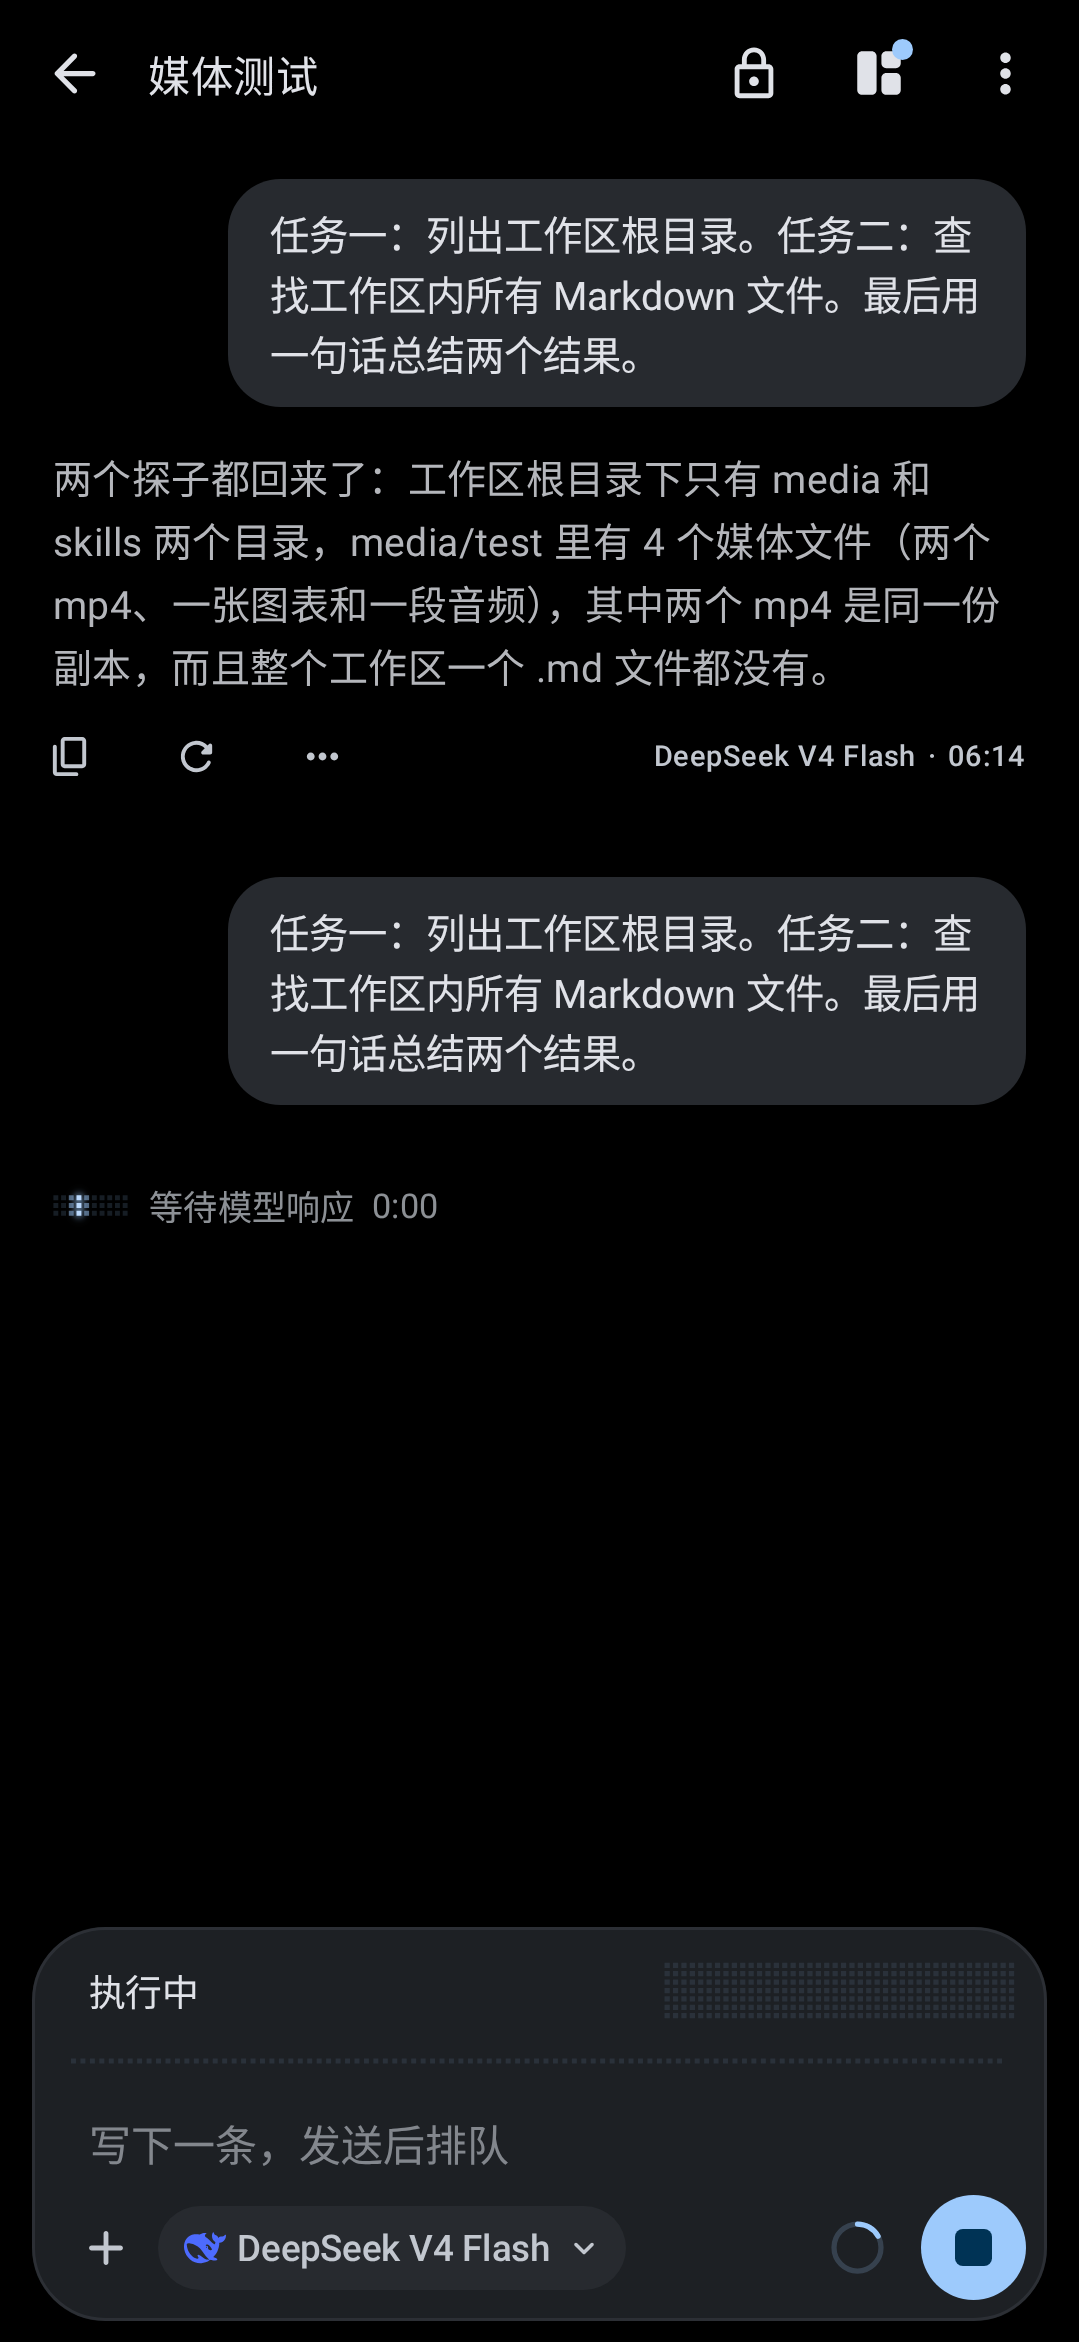 媒体测试
任务一：列出工作区根目录。任务二：查
找工作区内所有 Markdown 文件。最后用
一句话总结两个结果。
两个探子都回来了：工作区根目录下只有 media 和
skills 两个目录，media/test 里有 4 个媒体文件（两个
mp4、一张图表和一段音频），其中两个 mp4 是同一份
副本，而且整个工作区一个 .md 文件都没有。
DeepSeek V4 Flash · 06:14
任务一：列出工作区根目录。任务二：查
找工作区内所有 Markdown 文件。最后用
一句话总结两个结果。
等待模型响应 0:00
执行中
写下一条，发送后排队
DeepSeek V4 Flash